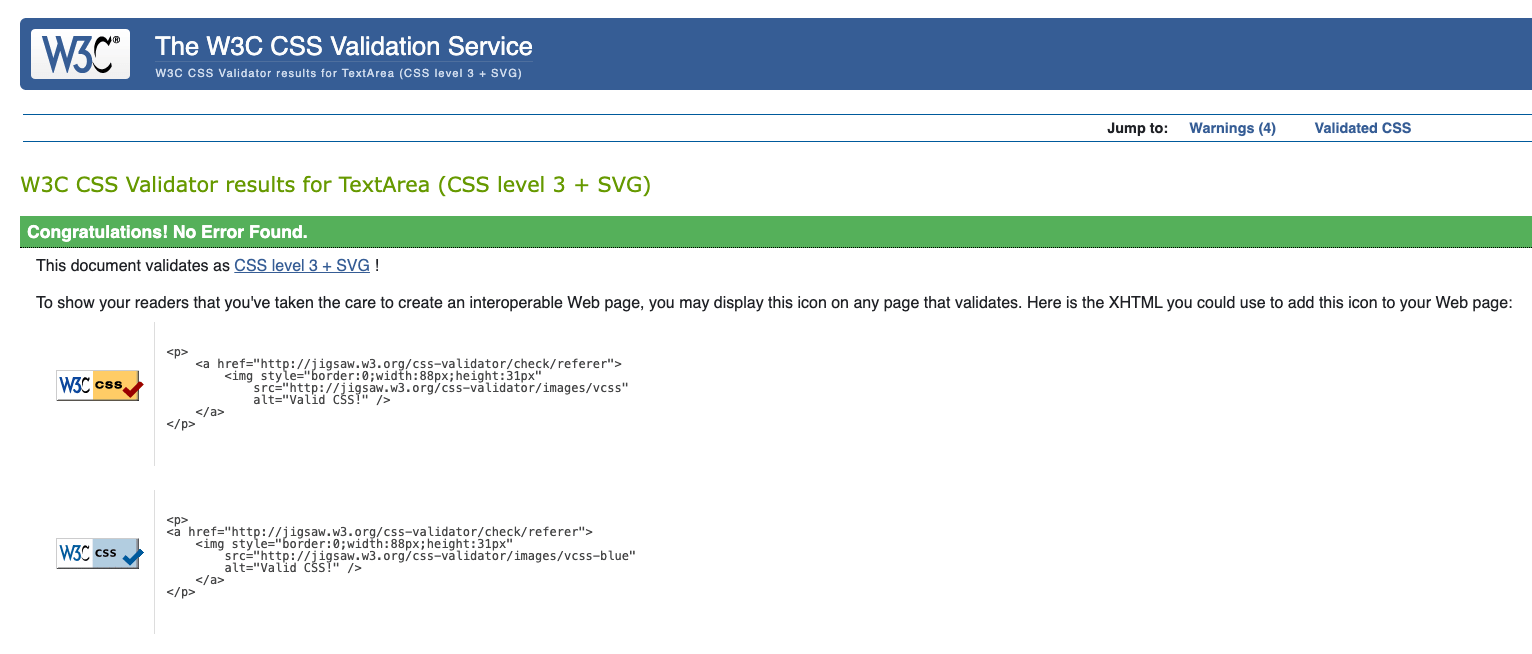 W3C®
The W3C CSS Validation Service
W3C CSS Validator results for TextArea (CSS level 3 + SVG)
Jump to: Warnings (4) Validated CSS
W3C CSS Validator results for TextArea (CSS level 3 + SVG)
Congratulations! No Error Found.
This document validates as CSS level 3 + SVG !
To show your readers that you've taken the care to create an interoperable Web page, you may display this icon on any page that validates. Here is the XHTML you could use to add this icon to your Web page:
W3C CSS
<p>
    <a href="http://jigsaw.w3.org/css-validator/check/referer">
        <img style="border:0;width:88px;height:31px"
            src="http://jigsaw.w3.org/css-validator/images/vcss"
            alt="Valid CSS!" />
    </a>
</p>
W3C CSS
<p>
<a href="http://jigsaw.w3.org/css-validator/check/referer">
    <img style="border:0;width:88px;height:31px"
        src="http://jigsaw.w3.org/css-validator/images/vcss-blue"
        alt="Valid CSS!" />
    </a>
</p>